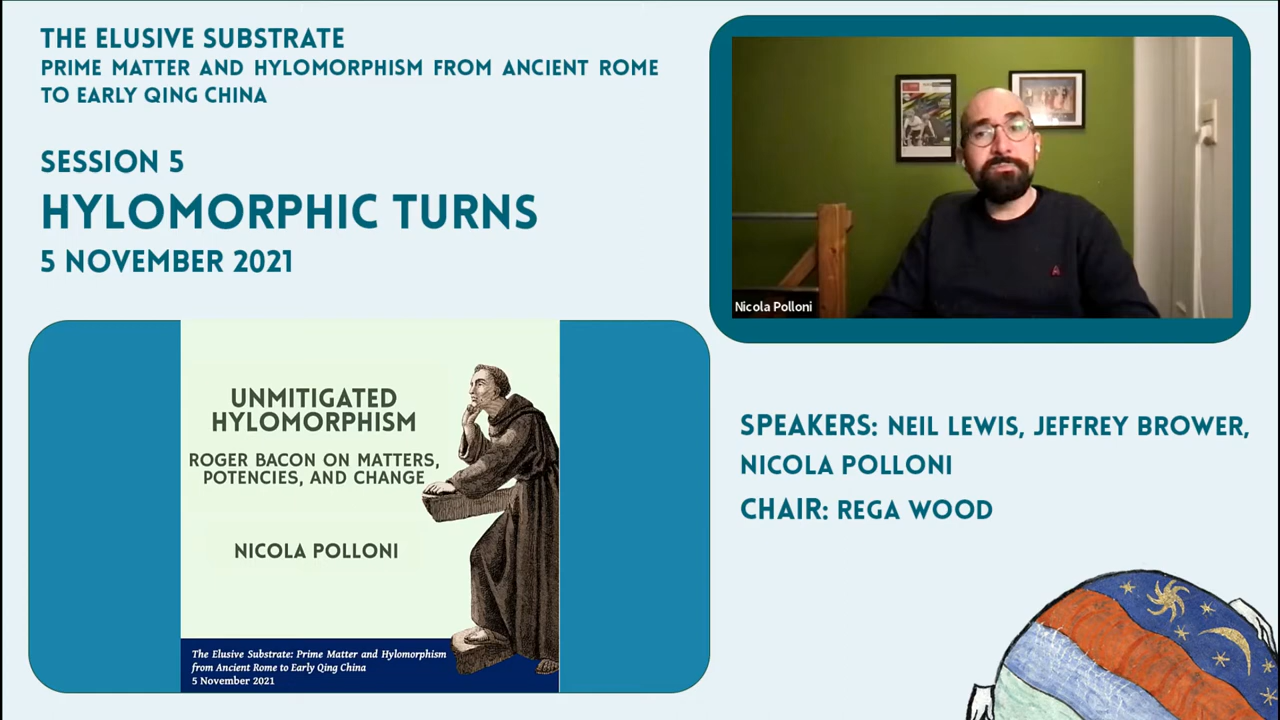 THE ELUSIVE SUBSTRATE
PRIME MATTER AND HYLOMORPHISM FROM ANCIENT ROME
TO EARLY QING CHINA
SESSION 5
HYLOMORPHIC TURNS
5 NOVEMBER 2021
Nicola Polloni
UNMITIGATED
HYLOMORPHISM
ROGER BACON ON MATTERS,
POTENCIES, AND CHANGE
NICOLA POLLONI
The Elusive Substrate: Prime Matter and Hylomorphism
from Ancient Rome to Early Qing China
5 November 2021
SPEAKERS: NEIL LEWIS, JEFFREY BROWER,
NICOLA POLLONI
CHAIR: REGA WOOD